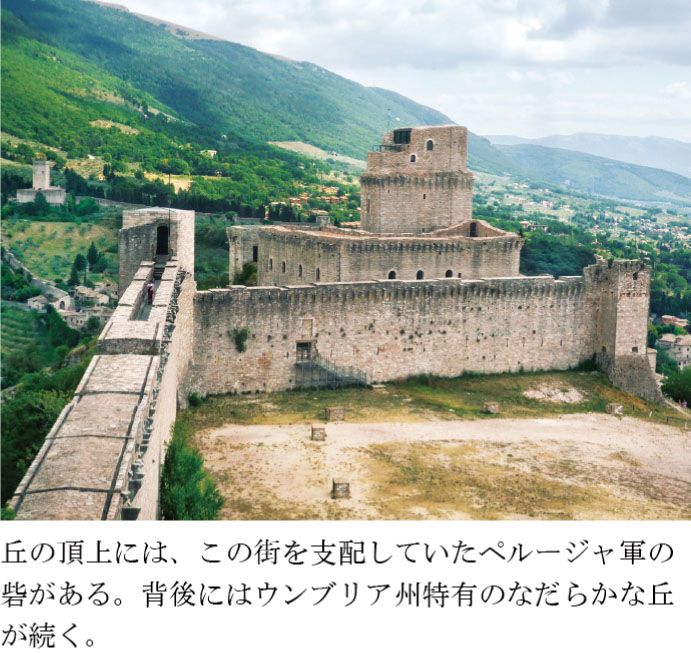 丘の頂上には、この街を支配していたペルージャ軍の
砦がある。背後にはウンブリア州特有のなだらかな丘
が続く。